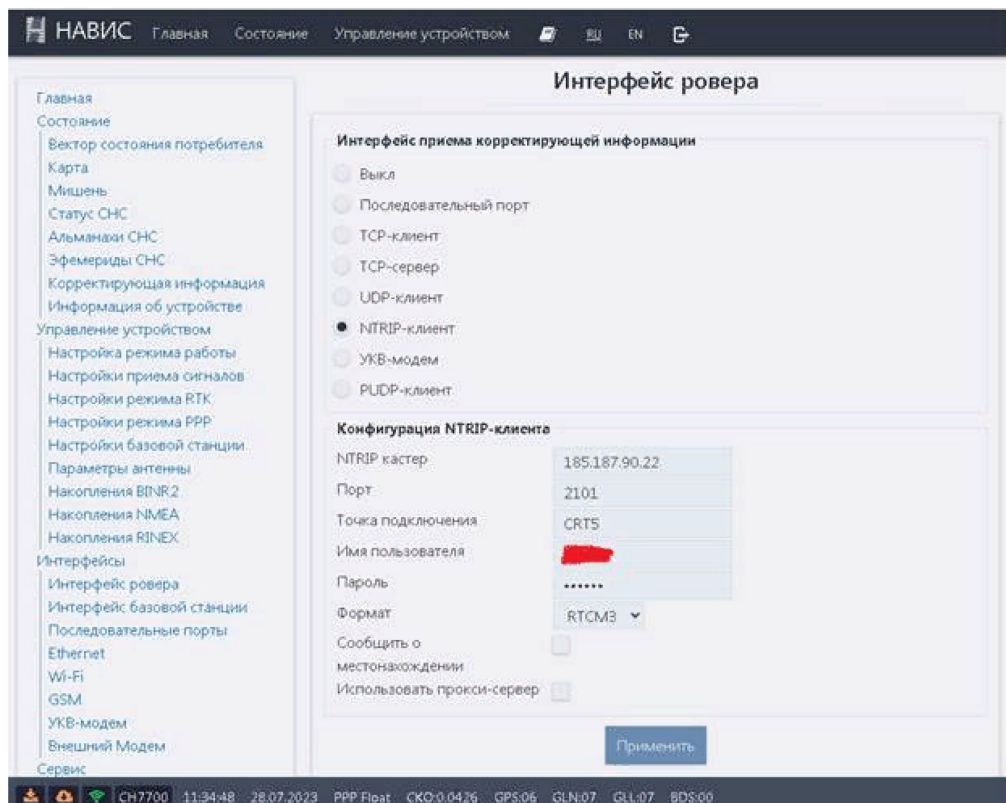 НАВИС Главная Состояние Управление устройством RU EN
Интерфейс ровера
Главная
Состояние
Вектор состояния потребителя
Карта
Мишень
Статус СНС
Альманахи СНС
Эфемериды СНС
Корректирующая информация
Информация об устройстве
Управление устройством
Настройка режима работы
Настройки приема сигналов
Настройки режима RTK
Настройки режима PPP
Настройки базовой станции
Параметры антенны
Накопления BINR2
Накопления NMEA
Накопления RINEX
Интерфейсы
Интерфейс ровера
Интерфейс базовой станции
Последовательные порты
Ethernet
Wi-Fi
GSM
УКВ-модем
Внешний Модем
Сервис
Интерфейс приема корректирующей информации
Выкл
Последовательный порт
TCP-клиент
TCP-сервер
UDP-клиент
NTRIP-клиент
УКВ-модем
PUDP-клиент
Конфигурация NTRIP-клиента
NTRIP кастер 185.187.90.22
Порт 2101
Точка подключения CRT5
Имя пользователя
Пароль ••••••
Формат RTCM3
Сообщить о
местонахождении
Использовать прокси-сервер
Применить
CH7700 11:34:48 28.07.2023 PPP Float СКО:0.0426 GPS:06 GLN:07 GLL:07 BDS:00